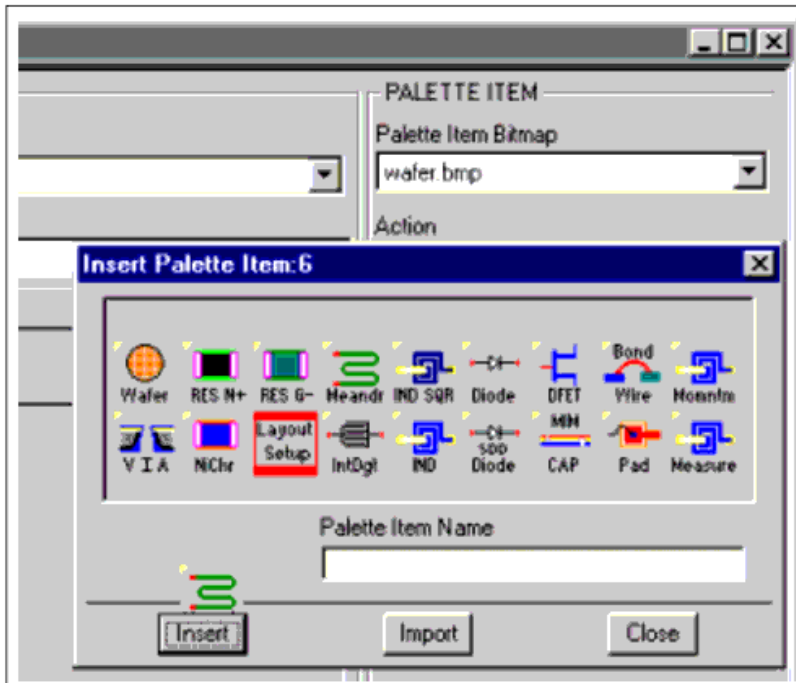 PALETTE ITEM
Palette Item Bitmap
wafer.bmp
Action
Insert Palette Item:6
Wafer RES N+ RES G- Meandr IND SQR Diode DFET Bond Wire Momntm
V I A NiChr Layout Setup IntDgt IND SDD Diode MIM CAP Pad Measure
Palette Item Name
Insert Import Close